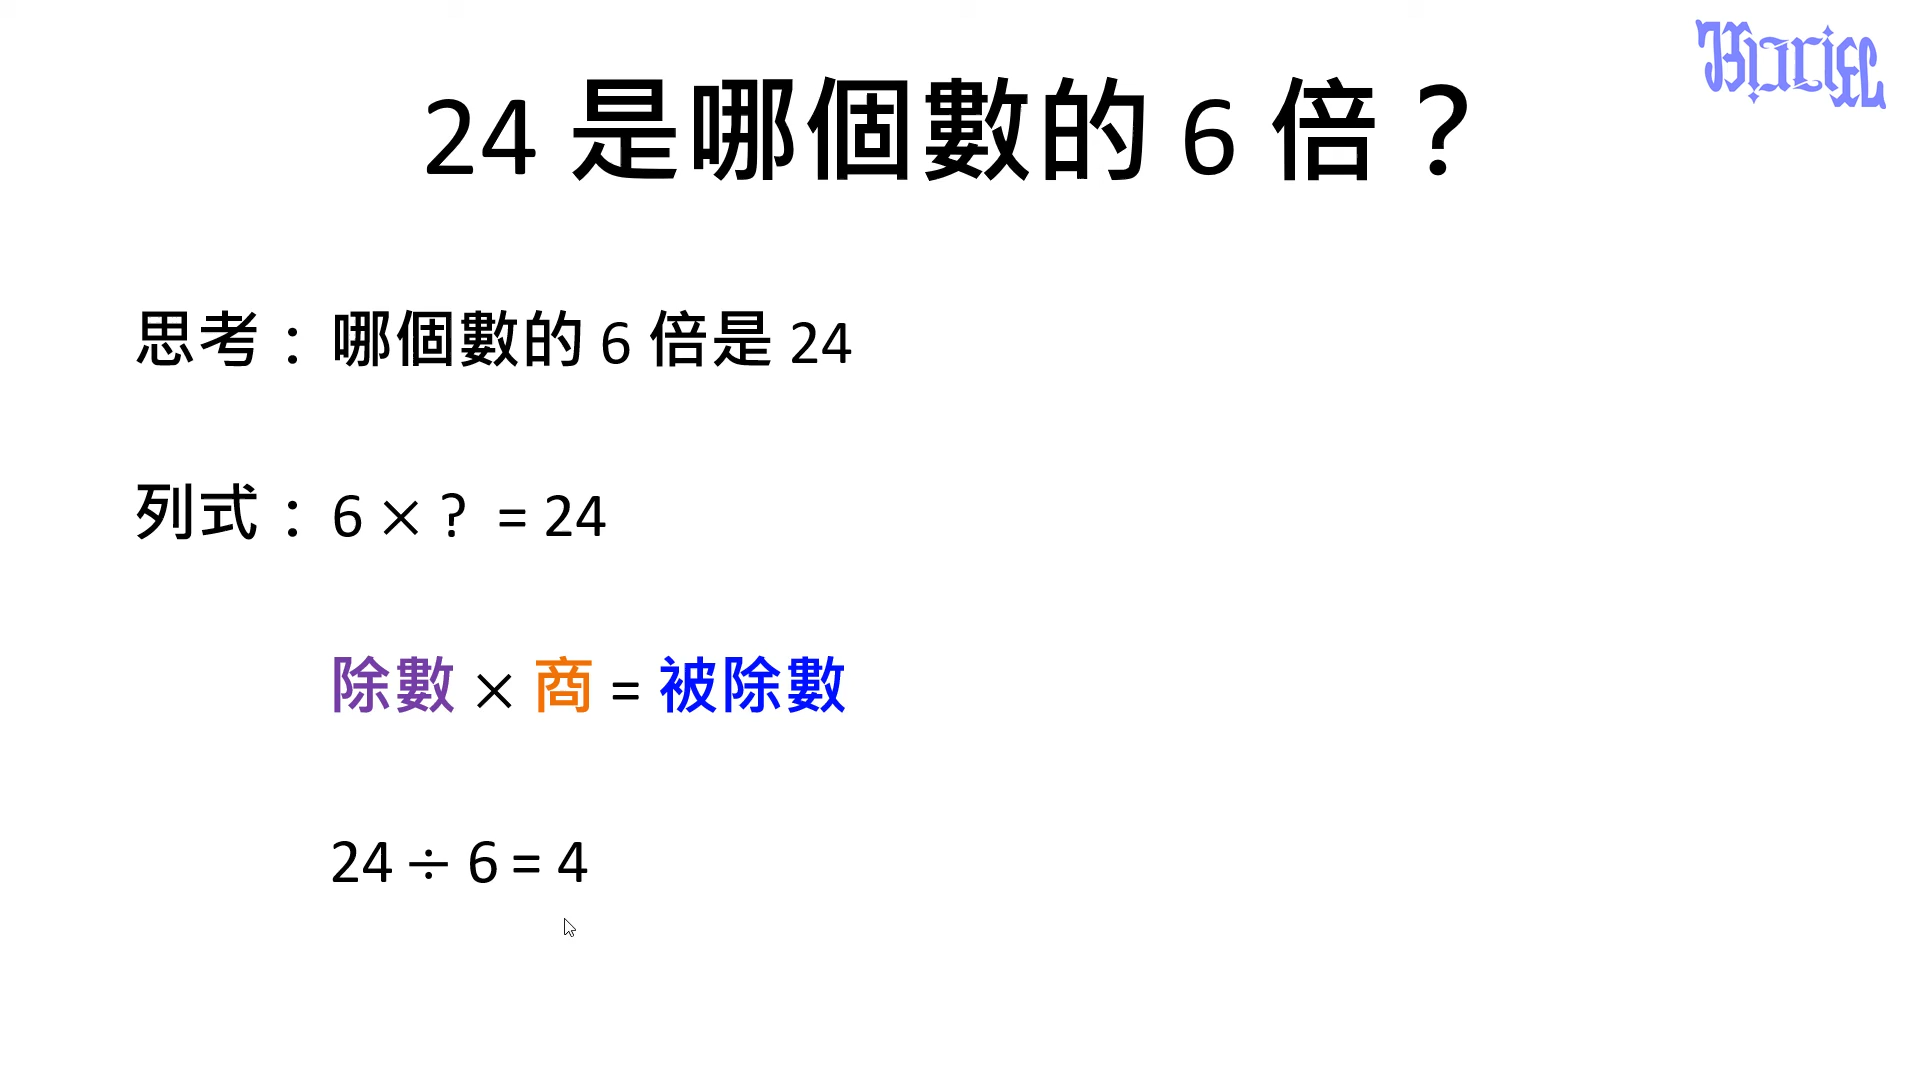 24 是哪個數的 6 倍？
思考：哪個數的 6 倍是 24
列式：6 × ? = 24
除數 × 商 = 被除數
24 ÷ 6 = 4